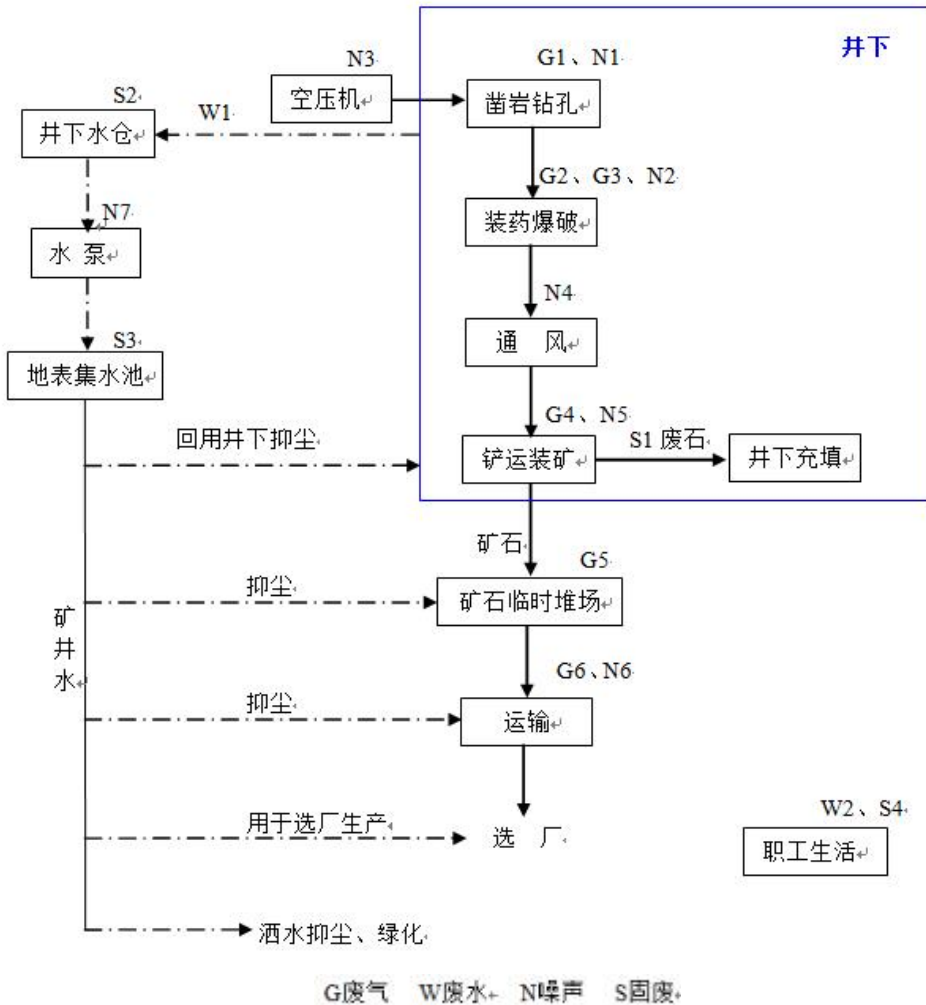 井下
N3
G1、N1
空压机
凿岩钻孔
S2
W1
井下水仓
G2、G3、N2
装药爆破
N7
水 泵
N4
通 风
S3
地表集水池
G4、N5
回用井下抑尘
S1 废石
铲运装矿
井下充填
矿石
G5
抑尘
矿石临时堆场
矿井水
G6、N6
抑尘
运输
W2、S4
用于选厂生产
选 厂
职工生活
洒水抑尘、绿化
G废气 W废水 N噪声 S固废